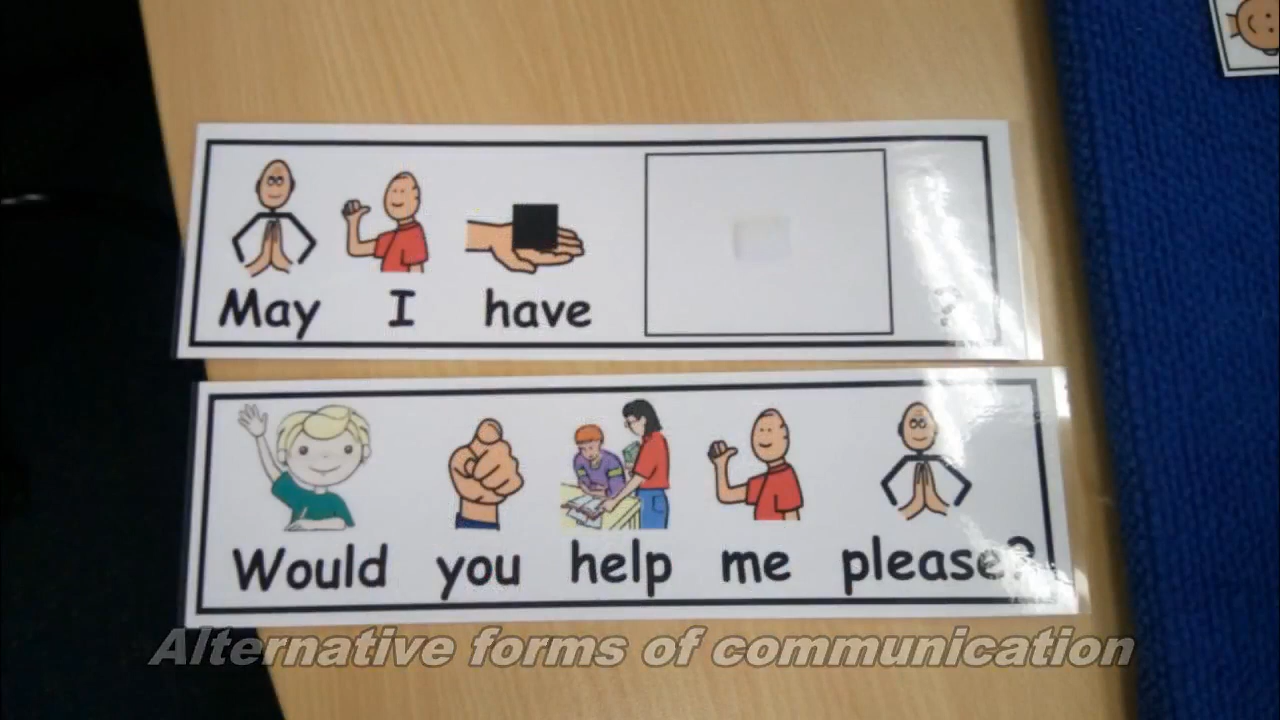 May I have ?
Would you help me please?
Alternative forms of communication